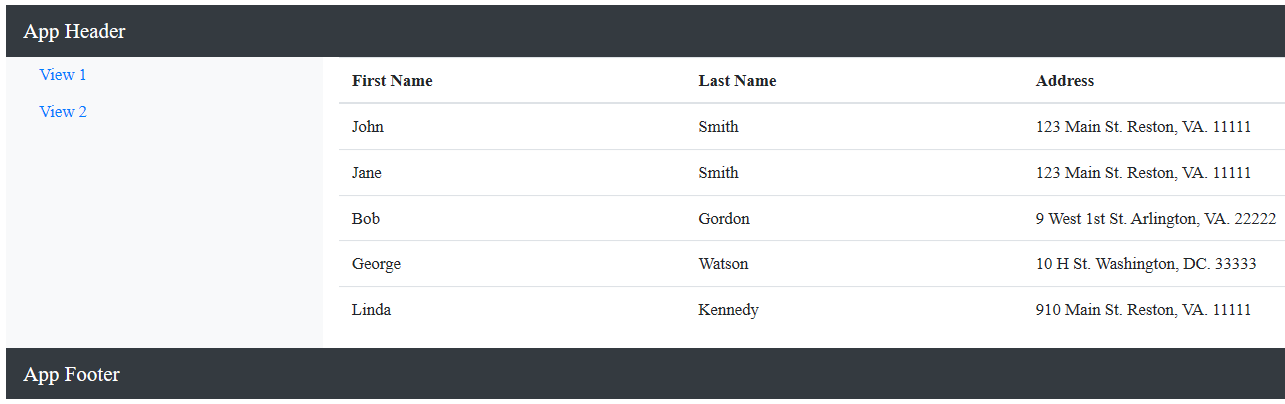 App Header
View 1
View 2
First Name Last Name Address
John Smith 123 Main St. Reston, VA. 11111
Jane Smith 123 Main St. Reston, VA. 11111
Bob Gordon 9 West 1st St. Arlington, VA. 22222
George Watson 10 H St. Washington, DC. 33333
Linda Kennedy 910 Main St. Reston, VA. 11111
App Footer